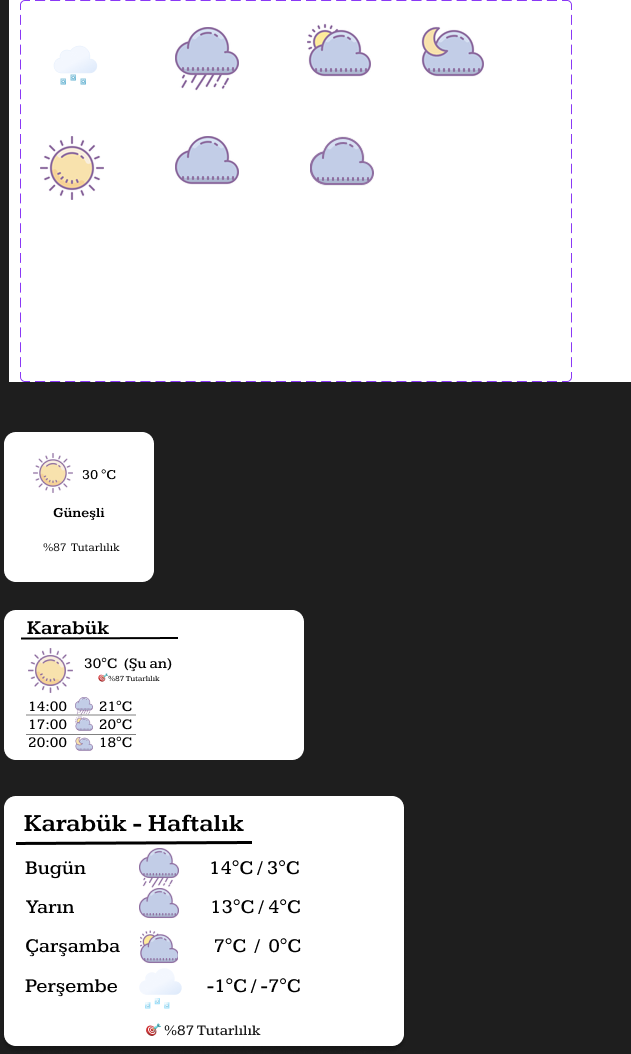 30 °C
Güneşli
%87 Tutarlılık
Karabük
30°C (Şu an)
%87 Tutarlılık
14:00 21°C
17:00 20°C
20:00 18°C
Karabük - Haftalık
Bugün 14°C / 3°C
Yarın 13°C / 4°C
Çarşamba 7°C / 0°C
Perşembe -1°C / -7°C
%87 Tutarlılık